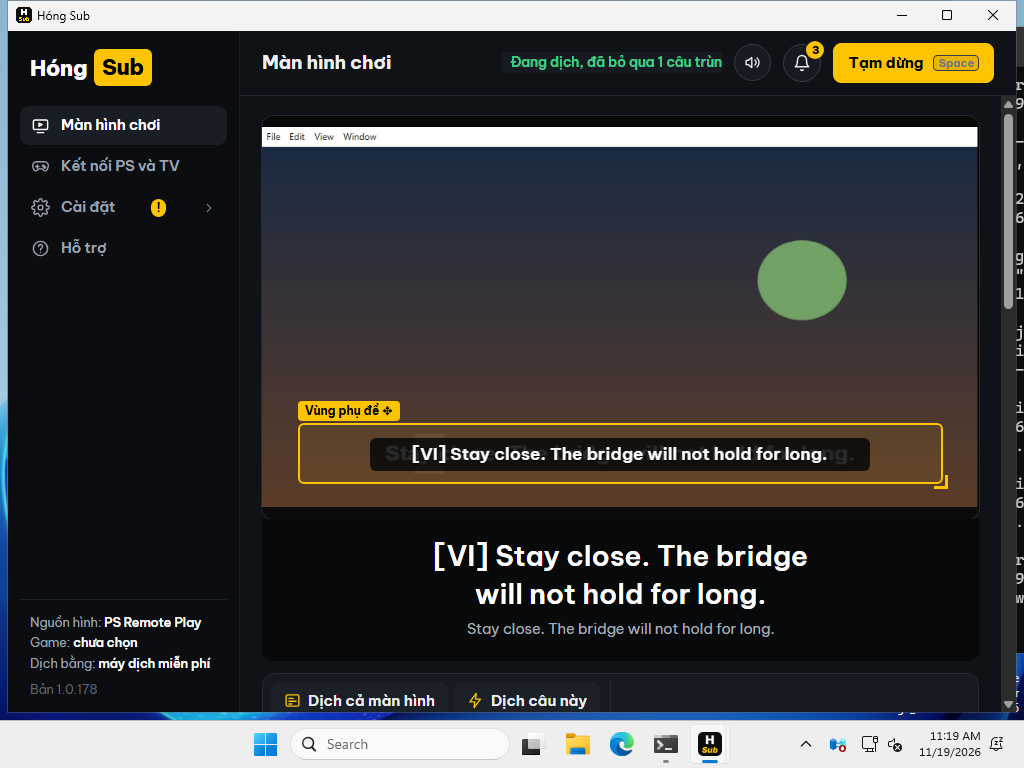 Hóng Sub
Hóng Sub
Màn hình chơi
Kết nối PS và TV
Cài đặt
!
Hỗ trợ
Nguồn hình: PS Remote Play
Game: chưa chọn
Dịch bằng: máy dịch miễn phí
Bản 1.0.178
Màn hình chơi
Đang dịch, đã bỏ qua 1 câu trùn
3
Tạm dừng Space
File Edit View Window
Vùng phụ đề
[VI] Stay close. The bridge will not hold for long.
[VI] Stay close. The bridge
will not hold for long.
Stay close. The bridge will not hold for long.
Dịch cả màn hình
Dịch câu này
Search
H Sub
11:19 AM
11/19/2026